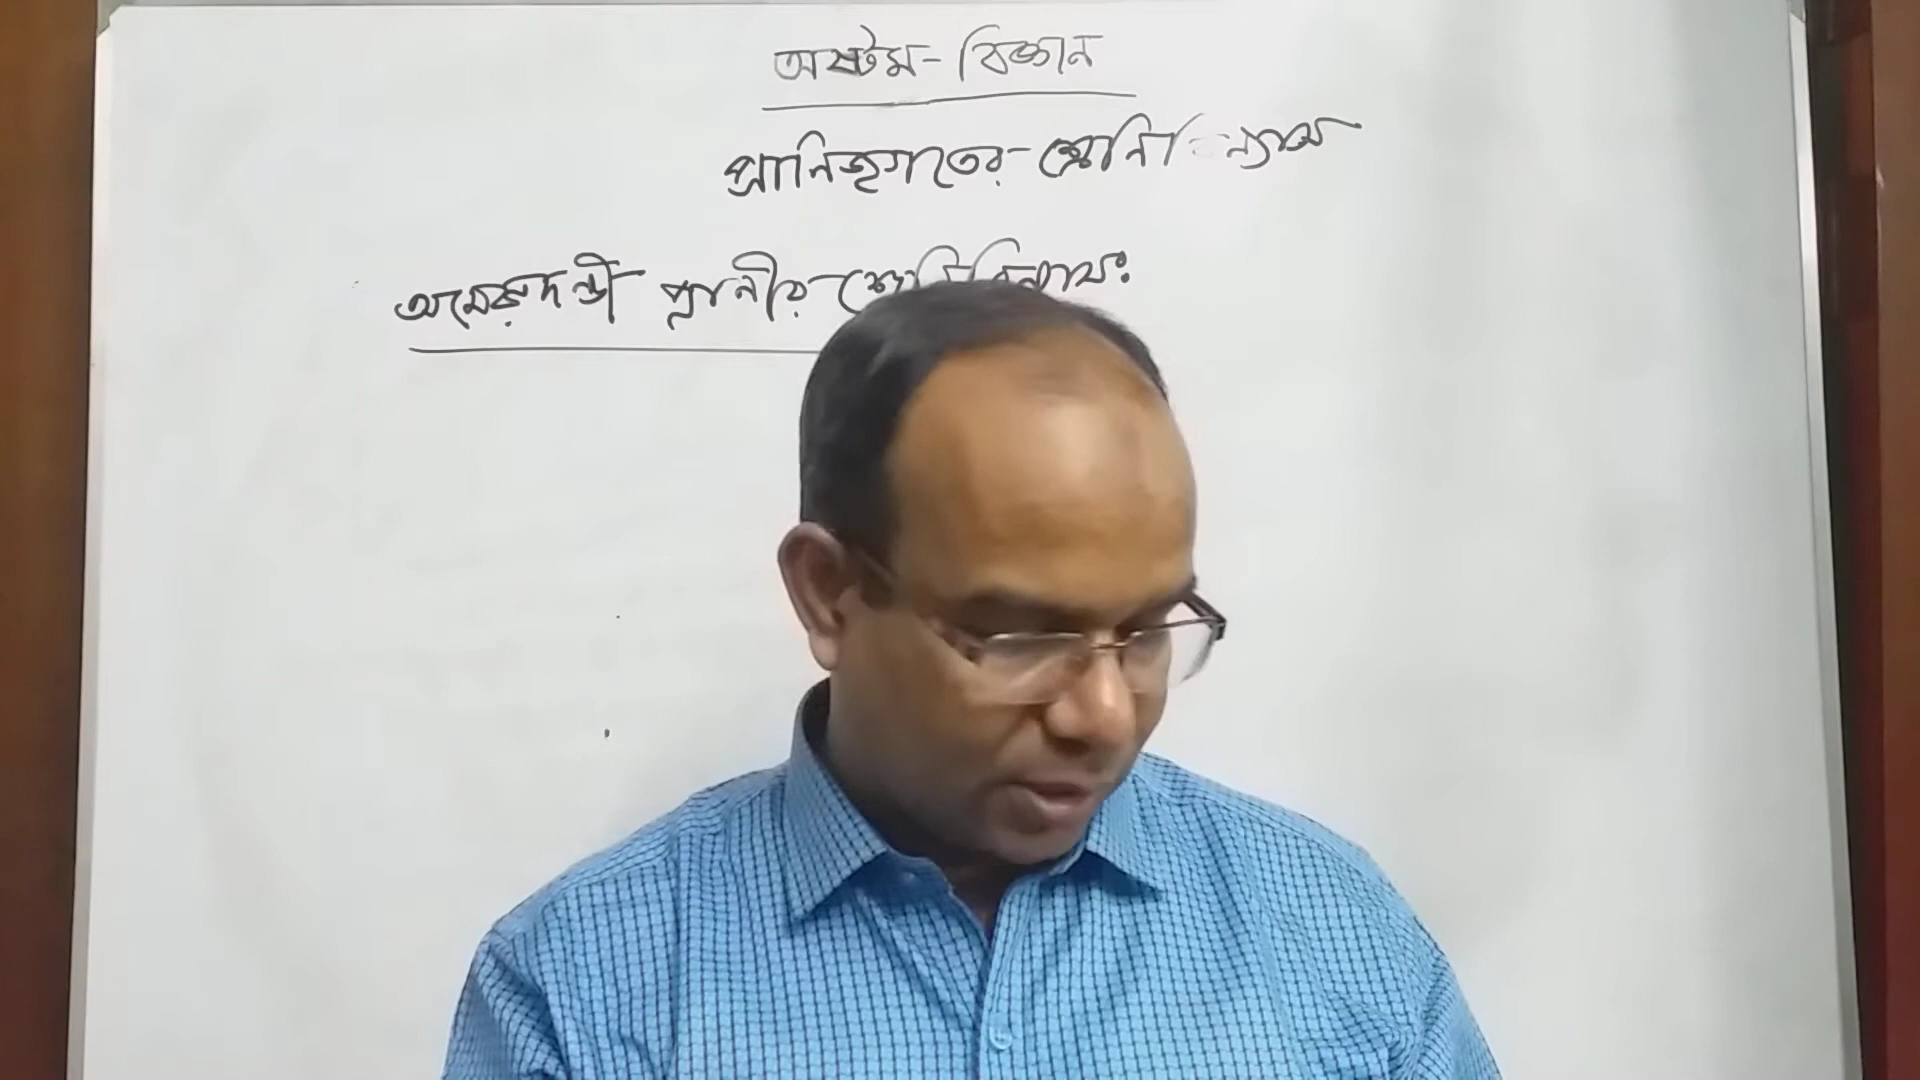 অষ্টম - বিজ্ঞান
প্রানিজগতের শ্রেনিবিন্যাস
অমেরুদন্ডী প্রানীর শ্রেনিবিন্যাসঃ